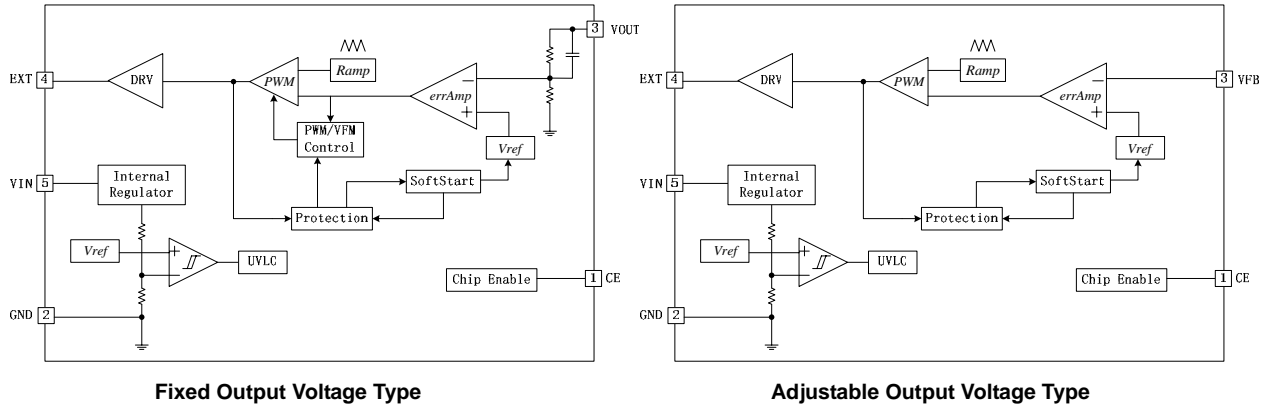 3 VOUT
EXT 4
DRV
PWM
Ramp
errAmp
−
+
PWM/VFM
Control
Vref
VIN 5
Internal
Regulator
SoftStart
Protection
Vref
+
−
UVLC
Chip Enable
1 CE
GND 2
Fixed Output Voltage Type
EXT 4
DRV
PWM
Ramp
errAmp
−
+
3 VFB
Vref
VIN 5
Internal
Regulator
SoftStart
Protection
Vref
+
−
UVLC
Chip Enable
1 CE
GND 2
Adjustable Output Voltage Type